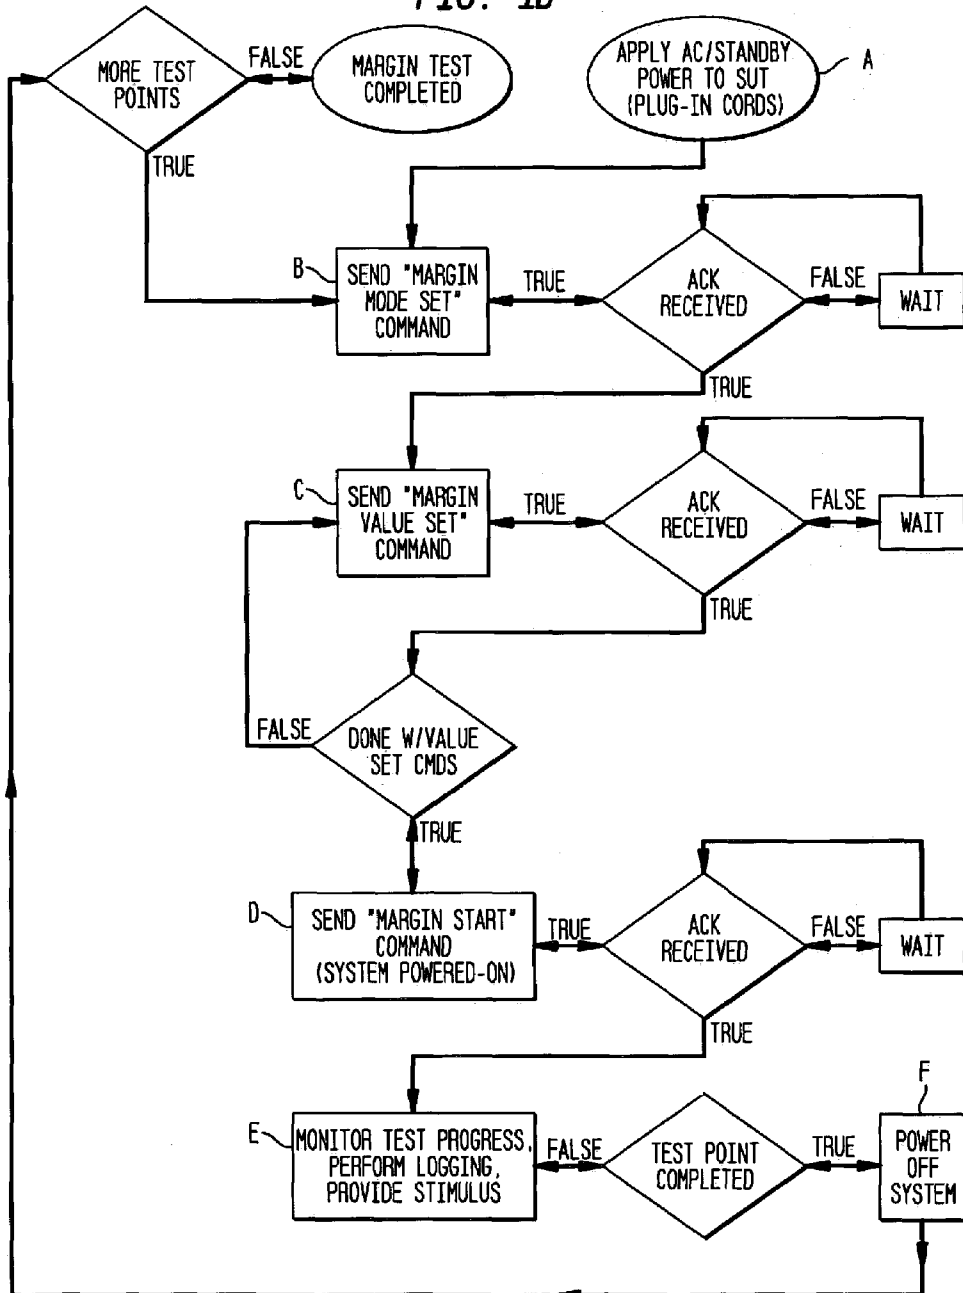 FIG. 1B
MORE TEST
POINTS
FALSE
MARGIN TEST
COMPLETED
APPLY AC/STANDBY
POWER TO SUT
(PLUG-IN CORDS)
A
TRUE
B
SEND "MARGIN
MODE SET"
COMMAND
TRUE
ACK
RECEIVED
FALSE
WAIT
TRUE
C
SEND "MARGIN
VALUE SET"
COMMAND
TRUE
ACK
RECEIVED
FALSE
WAIT
TRUE
FALSE
DONE W/VALUE
SET CMDS
TRUE
D
SEND "MARGIN START"
COMMAND
(SYSTEM POWERED-ON)
TRUE
ACK
RECEIVED
FALSE
WAIT
TRUE
E
MONITOR TEST PROGRESS,
PERFORM LOGGING,
PROVIDE STIMULUS
FALSE
TEST POINT
COMPLETED
TRUE
F
POWER
OFF
SYSTEM